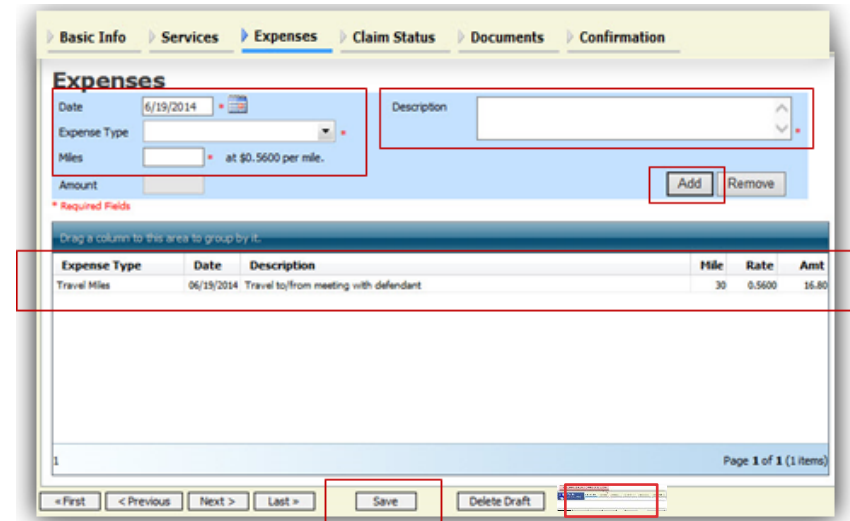 Basic Info Services Expenses Claim Status Documents Confirmation
Expenses
Date 6/19/2014 * Description
Expense Type * *
Miles * at $0.5600 per mile.
Amount Add Remove
* Required Fields
Drag a column to this area to group by it.
Expense Type Date Description Mile Rate Amt
Travel Miles 06/19/2014 Travel to/from meeting with defendant 30 0.5600 16.80
1 Page 1 of 1 (1 items)
« First < Previous Next > Last » Save Delete Draft